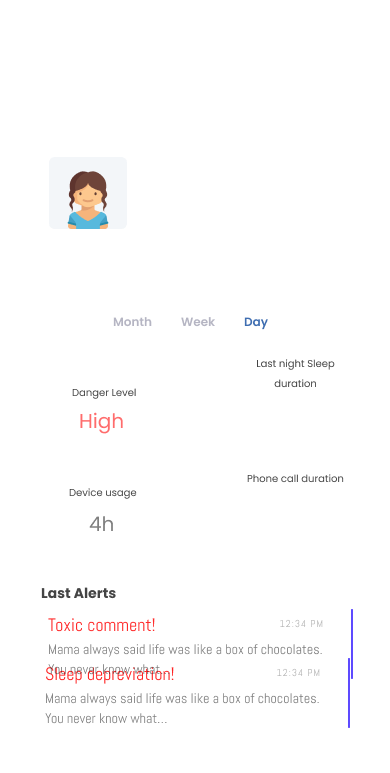 Month Week Day
Last night Sleep
duration
Danger Level
High
Phone call duration
Device usage
4h
Last Alerts
Toxic comment! 12:34 PM
Mama always said life was like a box of chocolates.
You never know what...
Sleep depreviation! 12:34 PM
Mama always said life was like a box of chocolates.
You never know what...